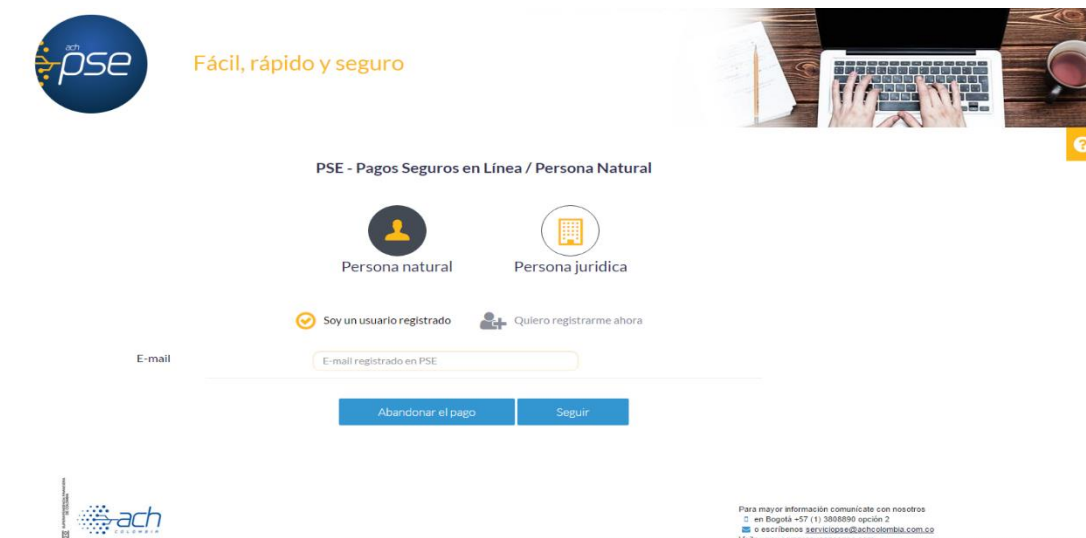 ach
pse
Fácil, rápido y seguro
?
PSE - Pagos Seguros en Línea / Persona Natural
Persona natural
Persona juridica
Soy un usuario registrado
Quiero registrarme ahora
E-mail
E-mail registrado en PSE
Abandonar el pago
Seguir
ach
COLOMBIA
Para mayor información comunícate con nosotros
en Bogotá +57 (1) 3808890 opción 2
o escríbenos serviciopse@achcolombia.com.co